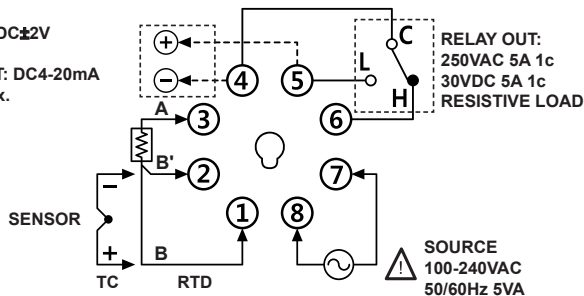 DC±2V
T: DC4-20mA
x.
+
−
4
5
C
L
H
RELAY OUT:
250VAC 5A 1c
30VDC 5A 1c
RESISTIVE LOAD
A
3
6
B'
2
7
−
SENSOR
1
8
+
B
TC
RTD
!
SOURCE
100-240VAC
50/60Hz 5VA